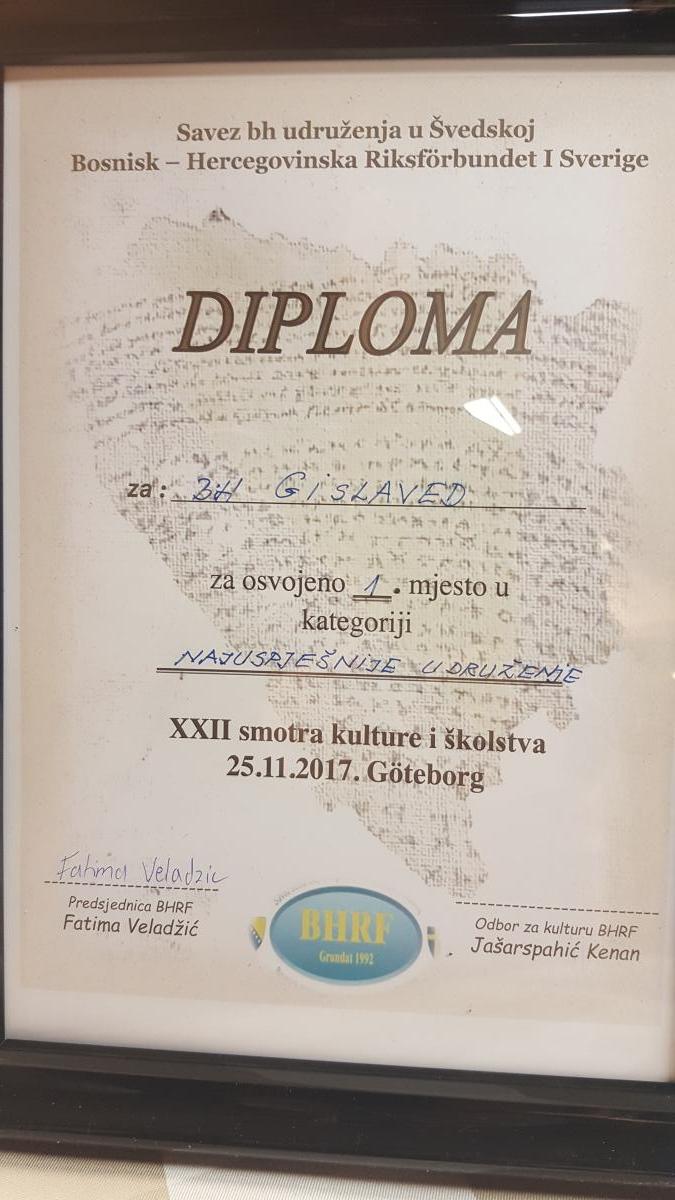 Savez bh udruženja u Švedskoj
Bosnisk – Hercegovinska Riksförbundet I Sverige
DIPLOMA
za : BH GISLAVED
za osvojeno 1. mjesto u
kategoriji
NAJUSPJEŠNIJE UDRUŽENJE
XXII smotra kulture i školstva
25.11.2017. Göteborg
Fatima Veladzic
Predsjednica BHRF
Fatima Veladžić
BHRF
Grundat 1992
Odbor za kulturu BHRF
Jašarspahić Kenan